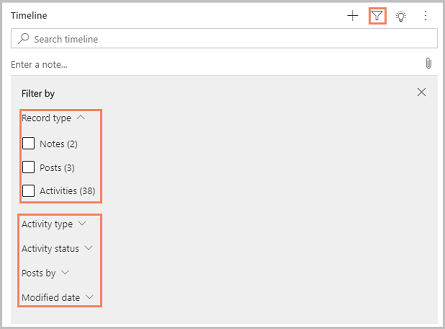 Timeline
Search timeline
Enter a note...
Filter by
Record type
Notes (2)
Posts (3)
Activities (38)
Activity type
Activity status
Posts by
Modified date